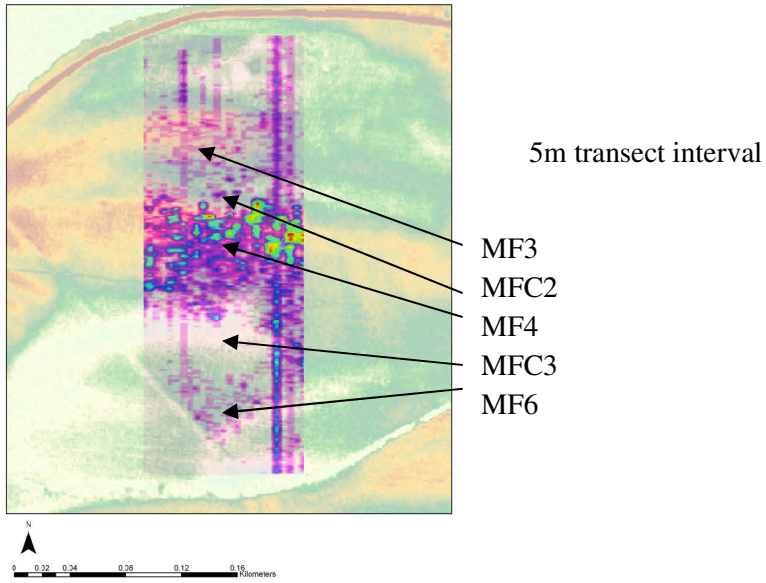 5m transect interval
MF3
MFC2
MF4
MFC3
MF6
N
0 0.02 0.04 0.08 0.12 0.16
Kilometers